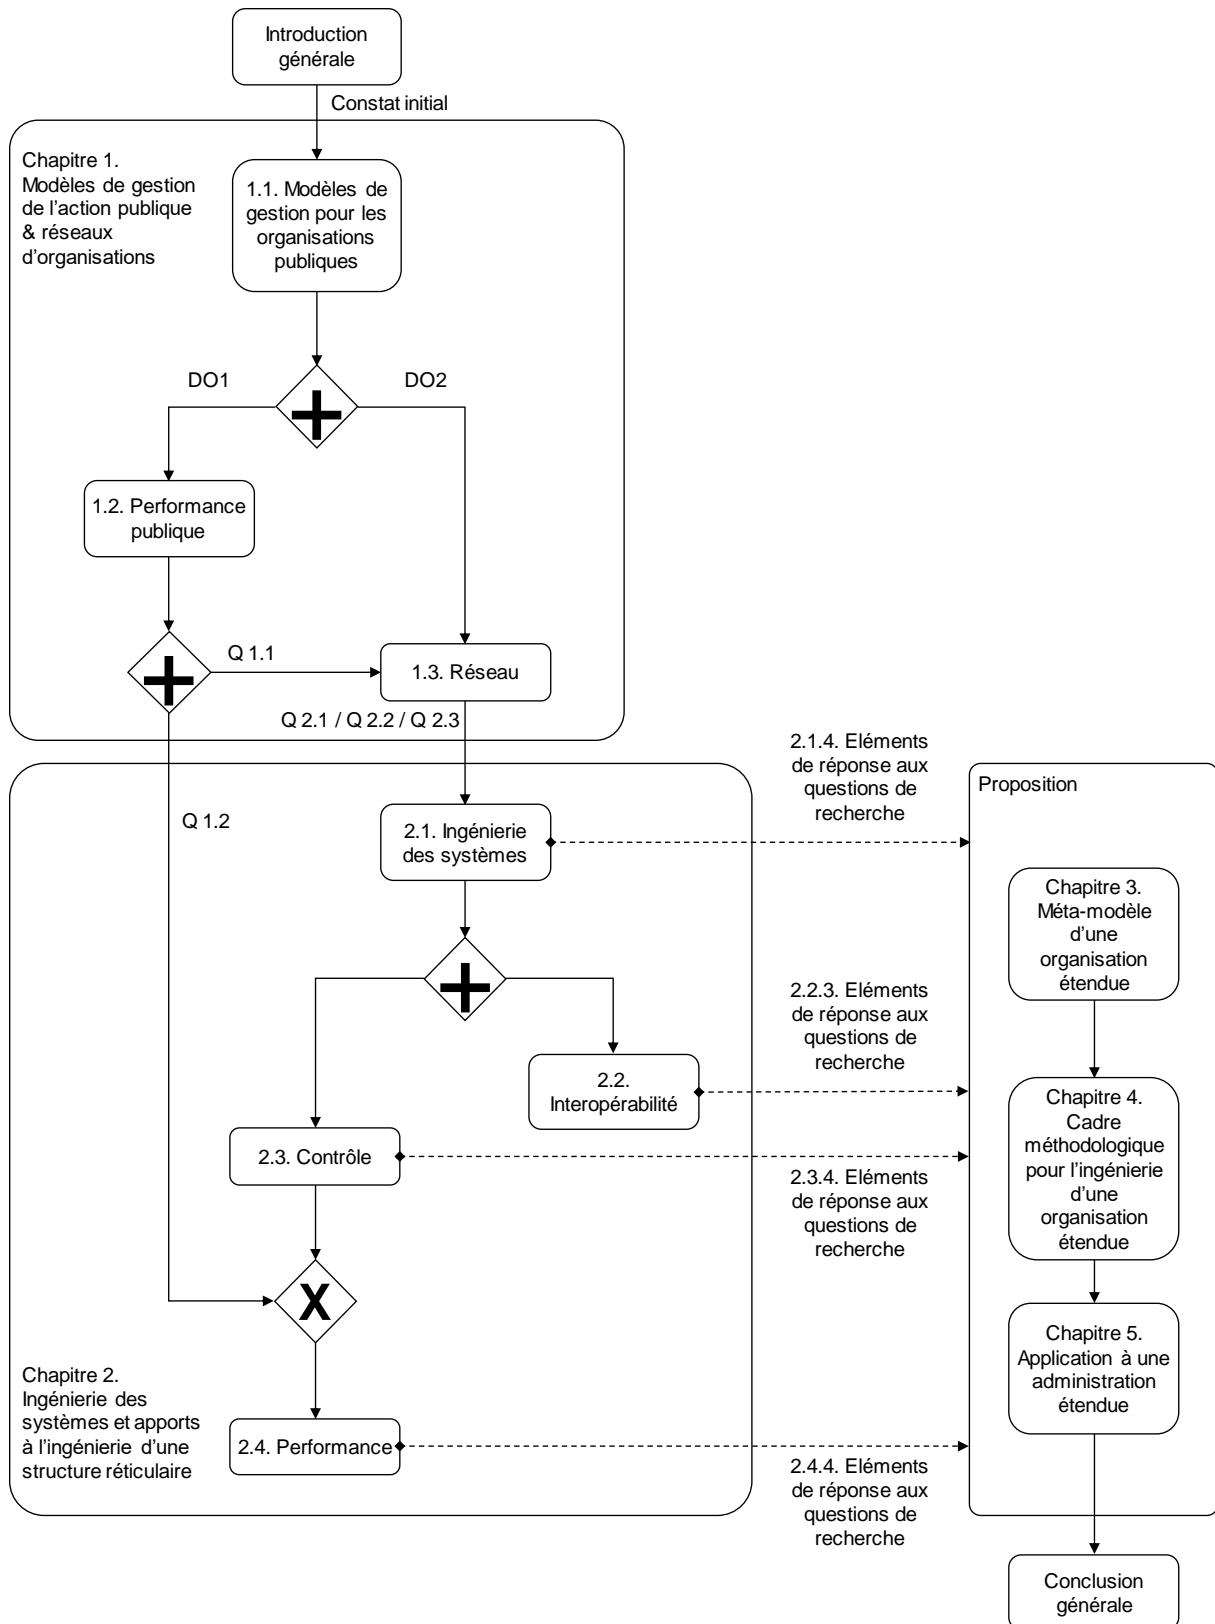 Introduction
générale
Constat initial
Chapitre 1.
Modèles de gestion
de l'action publique
& réseaux
d'organisations
1.1. Modèles de
gestion pour les
organisations
publiques
DO1
DO2
1.2. Performance
publique
Q 1.1
1.3. Réseau
Q 2.1 / Q 2.2 / Q 2.3
Q 1.2
2.1. Ingénierie
des systèmes
2.1.4. Eléments
de réponse aux
questions de
recherche
Proposition
Chapitre 3.
Méta-modèle
d'une
organisation
étendue
2.2.3. Eléments
de réponse aux
questions de
recherche
2.2.
Interopérabilité
2.3. Contrôle
Chapitre 4.
Cadre
méthodologique
pour l'ingénierie
d'une
organisation
étendue
2.3.4. Eléments
de réponse aux
questions de
recherche
X
Chapitre 5.
Application à une
administration
étendue
Chapitre 2.
Ingénierie des
systèmes et apports
à l'ingénierie d'une
structure réticulaire
2.4. Performance
2.4.4. Eléments
de réponse aux
questions de
recherche
Conclusion
générale